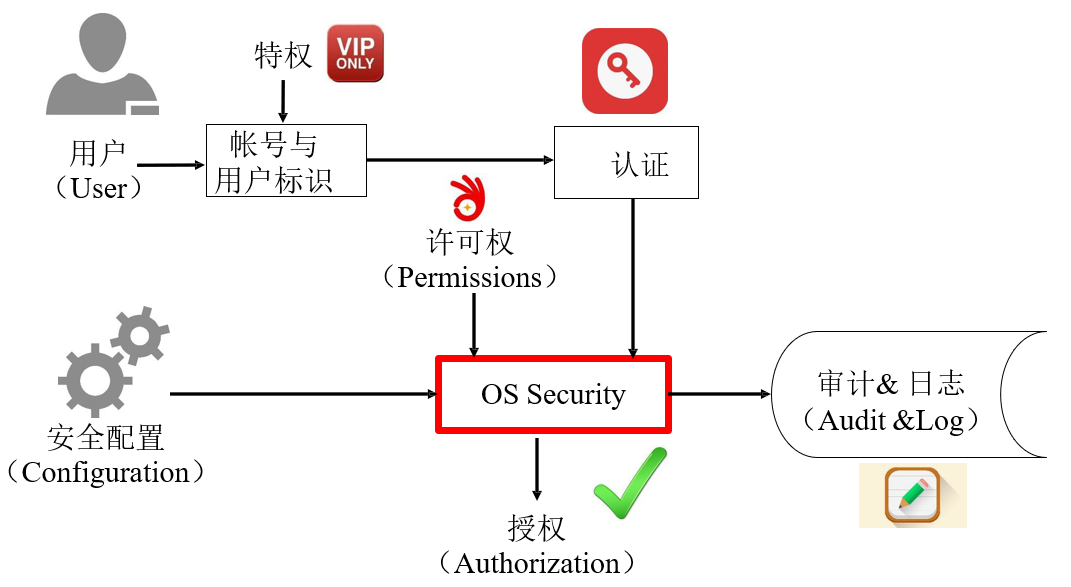 特权
VIP
ONLY
用户
（User）
帐号与
用户标识
认证
许可权
（Permissions）
安全配置
（Configuration）
OS Security
审计& 日志
（Audit &Log）
授权
（Authorization）